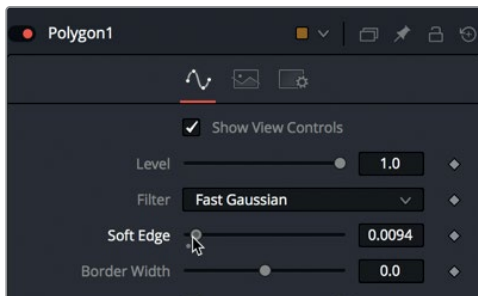 Polygon1
Show View Controls
Level 1.0
Filter Fast Gaussian
Soft Edge 0.0094
Border Width 0.0